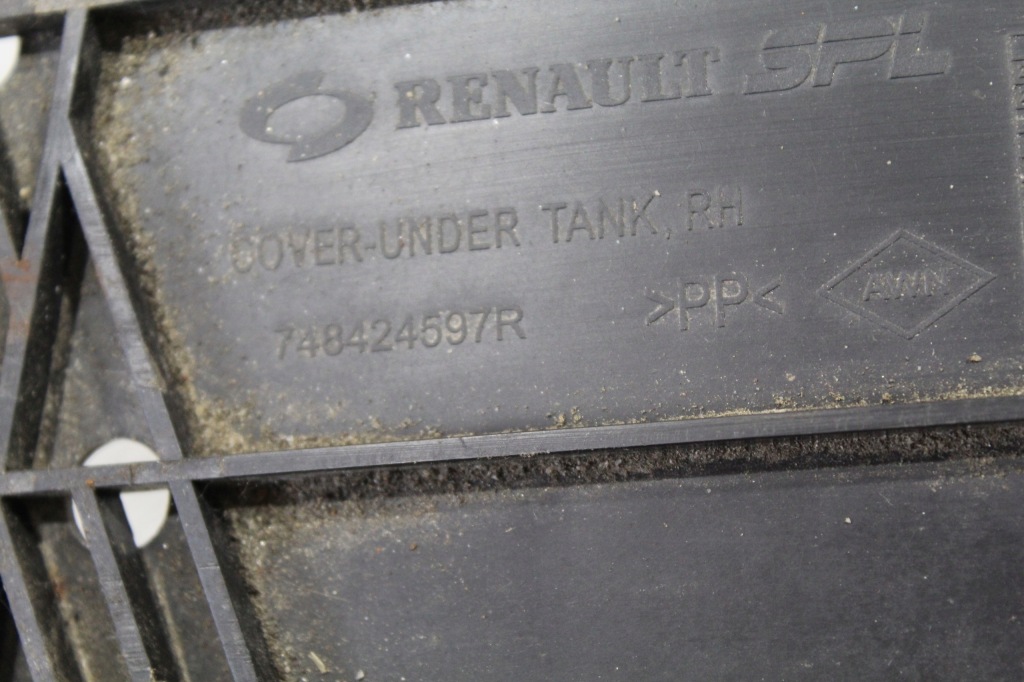 RENAULT SPL
COVER-UNDER TANK, RH
748424597R
>PP<